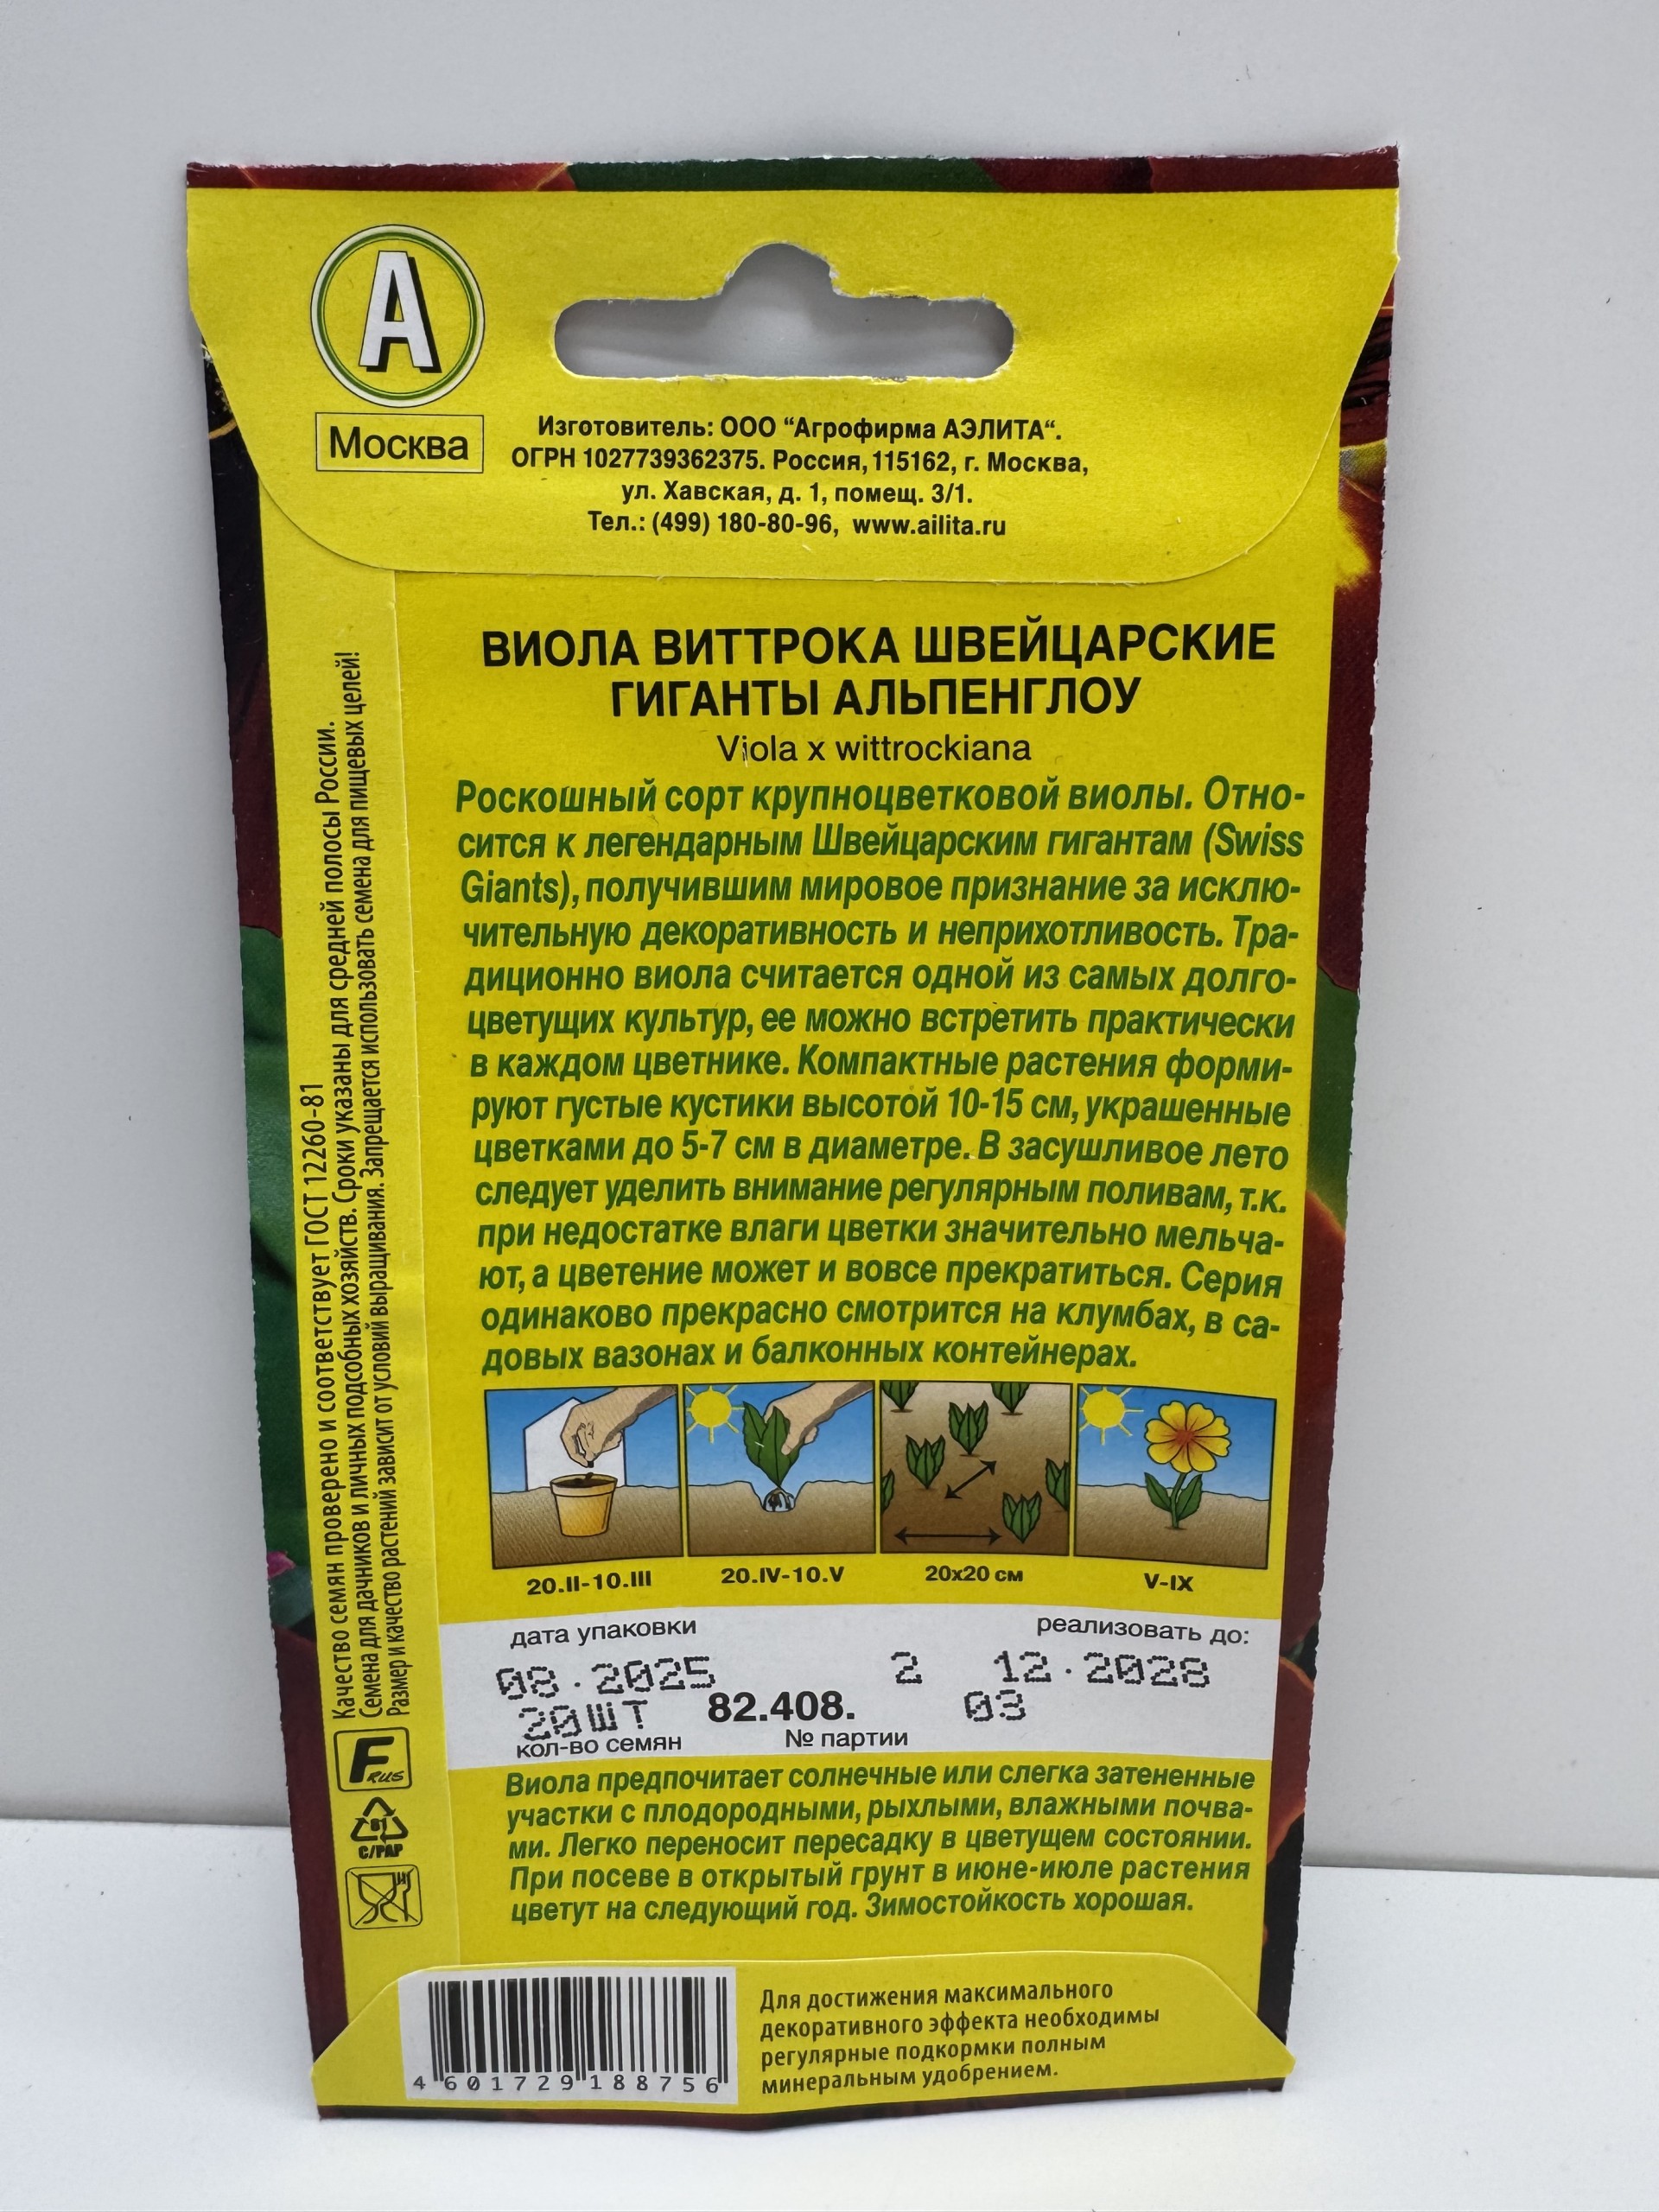 А
Москва
Изготовитель: ООО “Агрофирма АЭЛИТА“.
ОГРН 1027739362375. Россия, 115162, г. Москва,
ул. Хавская, д. 1, помещ. 3/1.
Тел.: (499) 180-80-96, www.ailita.ru
ВИОЛА ВИТТРОКА ШВЕЙЦАРСКИЕ
ГИГАНТЫ АЛЬПЕНГЛОУ
Viola x wittrockiana
Роскошный сорт крупноцветковой виолы. Отно-
сится к легендарным Швейцарским гигантам (Swiss
Giants), получившим мировое признание за исклю-
чительную декоративность и неприхотливость. Тра-
диционно виола считается одной из самых долго-
цветущих культур, ее можно встретить практически
в каждом цветнике. Компактные растения форми-
руют густые кустики высотой 10-15 см, украшенные
цветками до 5-7 см в диаметре. В засушливое лето
следует уделить внимание регулярным поливам, т.к.
при недостатке влаги цветки значительно мельча-
ют, а цветение может и вовсе прекратиться. Серия
одинаково прекрасно смотрится на клумбах, в са-
довых вазонах и балконных контейнерах.
20.II-10.III
20.IV-10.V
20x20 см
V-IX
дата упаковки
реализовать до:
08.2025
2 12.2028
20ШТ
82.408.
03
кол-во семян
№ партии
Виола предпочитает солнечные или слегка затененные
участки с плодородными, рыхлыми, влажными почва-
ми. Легко переносит пересадку в цветущем состоянии.
При посеве в открытый грунт в июне-июле растения
цветут на следующий год. Зимостойкость хорошая.
Качество семян проверено и соответствует ГОСТ 12260-81
Семена для дачников и личных подсобных хозяйств. Сроки указаны для средней полосы России.
Размер и качество растений зависит от условий выращивания. Запрещается использовать семена для пищевых целей!
F RUS
81
C/PAP
4 601729 188756
Для достижения максимального
декоративного эффекта необходимы
регулярные подкормки полным
минеральным удобрением.